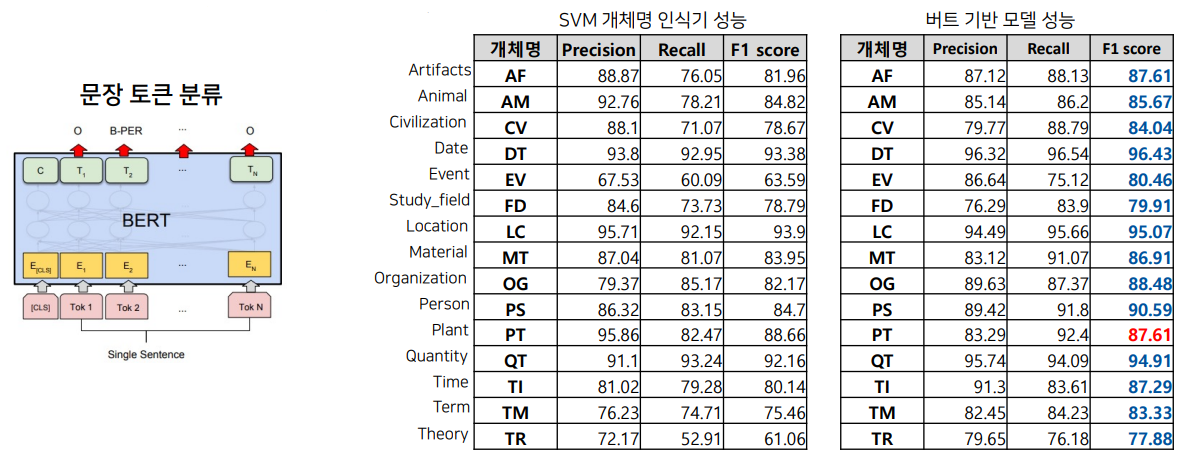 문장 토큰 분류
O B-PER ... O
C T1 T2 ... TN
BERT
E[CLS] E1 E2 ... EN
[CLS] Tok 1 Tok 2 ... Tok N
Single Sentence
SVM 개체명 인식기 성능
개체명 Precision Recall F1 score
Artifacts AF 88.87 76.05 81.96
Animal AM 92.76 78.21 84.82
Civilization CV 88.1 71.07 78.67
Date DT 93.8 92.95 93.38
Event EV 67.53 60.09 63.59
Study_field FD 84.6 73.73 78.79
Location LC 95.71 92.15 93.9
Material MT 87.04 81.07 83.95
Organization OG 79.37 85.17 82.17
Person PS 86.32 83.15 84.7
Plant PT 95.86 82.47 88.66
Quantity QT 91.1 93.24 92.16
Time TI 81.02 79.28 80.14
Term TM 76.23 74.71 75.46
Theory TR 72.17 52.91 61.06
버트 기반 모델 성능
개체명 Precision Recall F1 score
AF 87.12 88.13 87.61
AM 85.14 86.2 85.67
CV 79.77 88.79 84.04
DT 96.32 96.54 96.43
EV 86.64 75.12 80.46
FD 76.29 83.9 79.91
LC 94.49 95.66 95.07
MT 83.12 91.07 86.91
OG 89.63 87.37 88.48
PS 89.42 91.8 90.59
PT 83.29 92.4 87.61
QT 95.74 94.09 94.91
TI 91.3 83.61 87.29
TM 82.45 84.23 83.33
TR 79.65 76.18 77.88